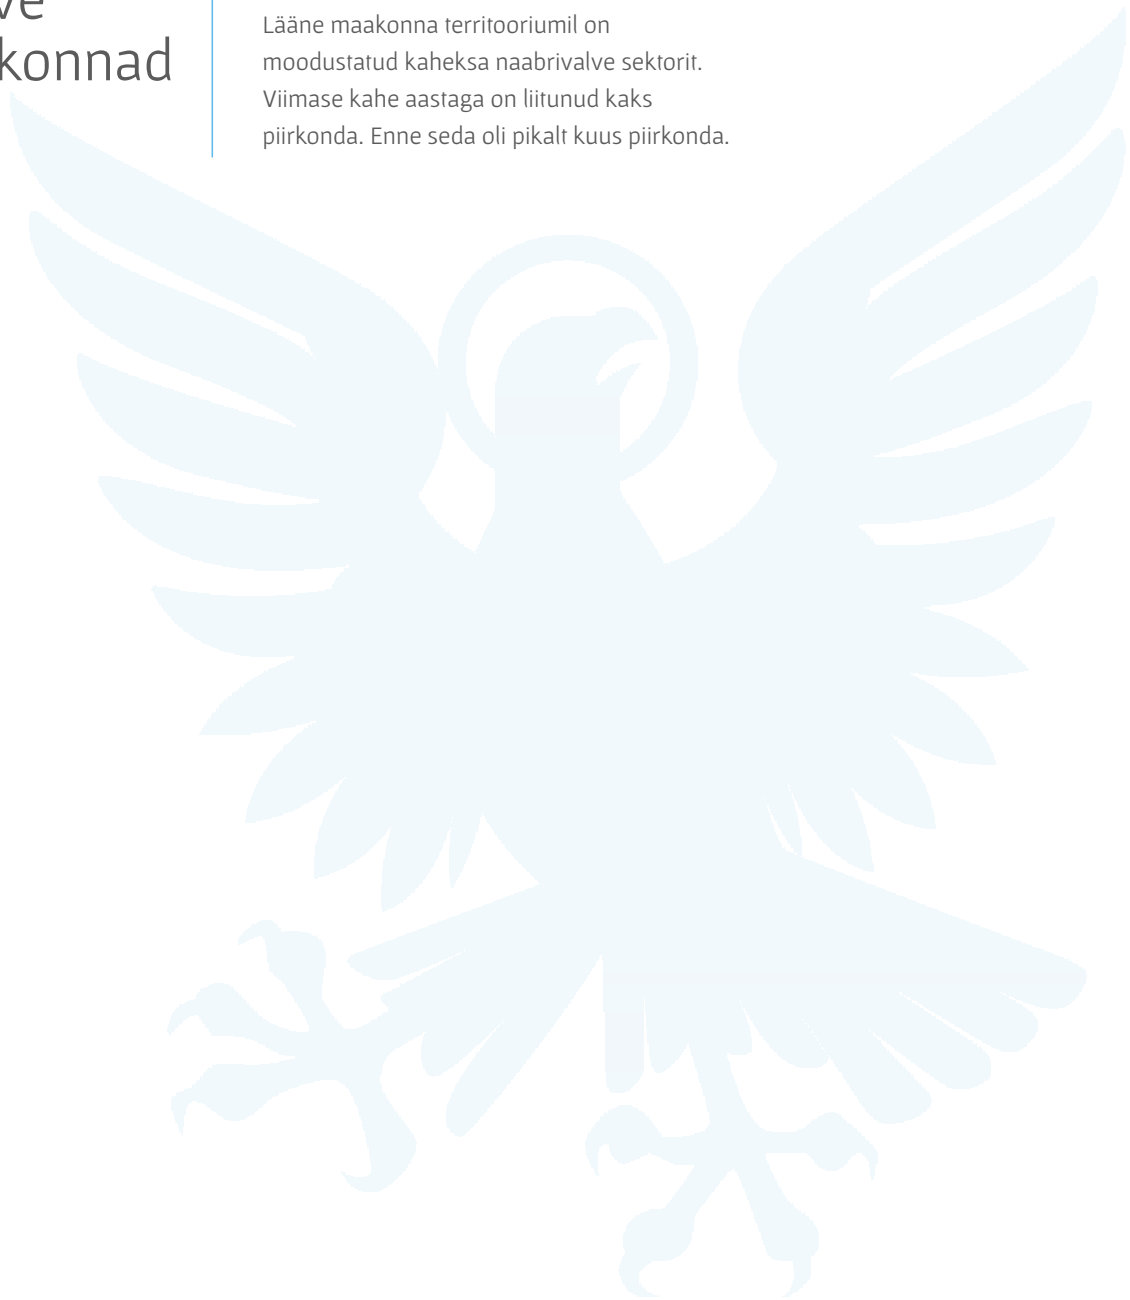 konnad
Lääne maakonna territooriumil on
moodustatud kaheksa naabrivalve sektorit.
Viimase kahe aastaga on liitunud kaks
piirkonda. Enne seda oli pikalt kuus piirkonda.